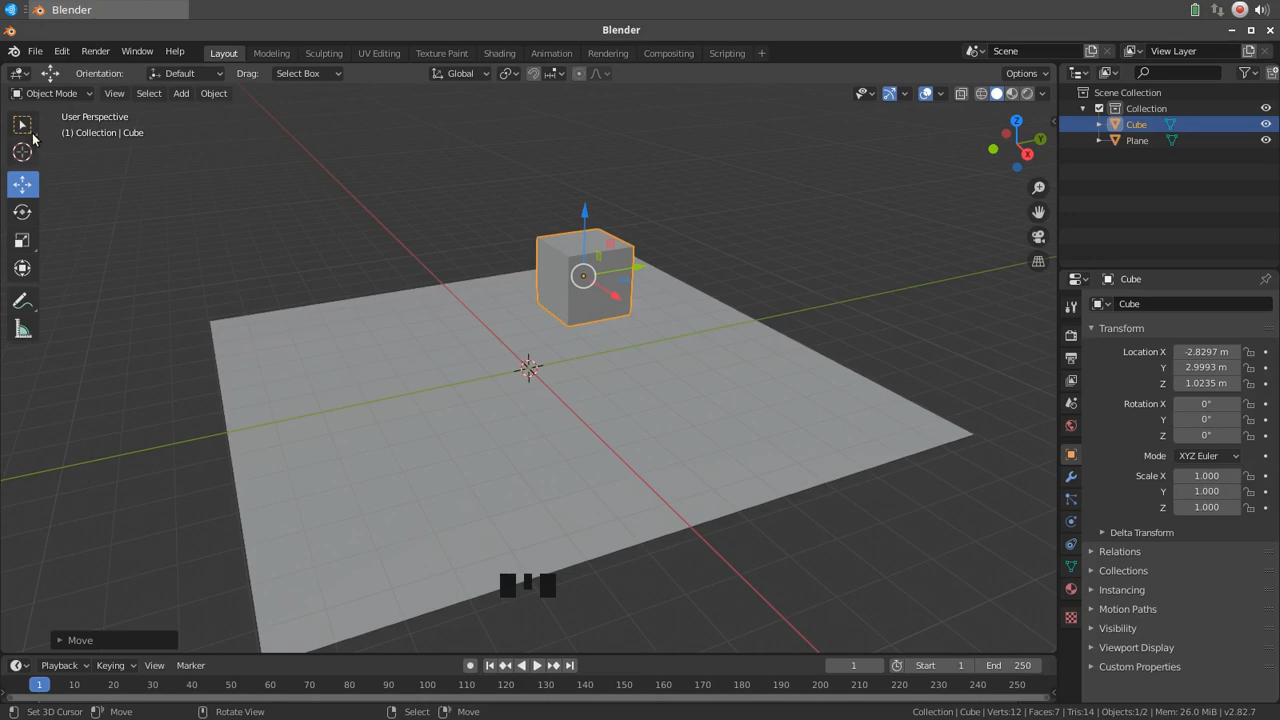 Blender
Blender
File Edit Render Window Help
Layout Modeling Sculpting UV Editing Texture Paint Shading Animation Rendering Compositing Scripting +
Scene View Layer
Orientation: Default Drag: Select Box Global Options
Object Mode View Select Add Object
User Perspective
(1) Collection | Cube
Scene Collection
Collection
Cube
Plane
Z
Y
X
Cube
Cube
Transform
Location X -2.8297 m
Y 2.9993 m
Z 1.0235 m
Rotation X 0°
Y 0°
Z 0°
Mode XYZ Euler
Scale X 1.000
Y 1.000
Z 1.000
Delta Transform
Relations
Collections
Instancing
Motion Paths
Visibility
Viewport Display
Custom Properties
Move
Playback Keying View Marker 1 Start 1 End 250
1 10 20 30 40 50 60 70 80 90 100 110 120 130 140 150 160 170 180 190 200 210 220 230 240 250
Set 3D Cursor Move Rotate View Select Move Collection | Cube | Verts:12 | Faces:7 | Tris:14 | Objects:1/2 | Mem: 26.0 MiB | v2.82.7